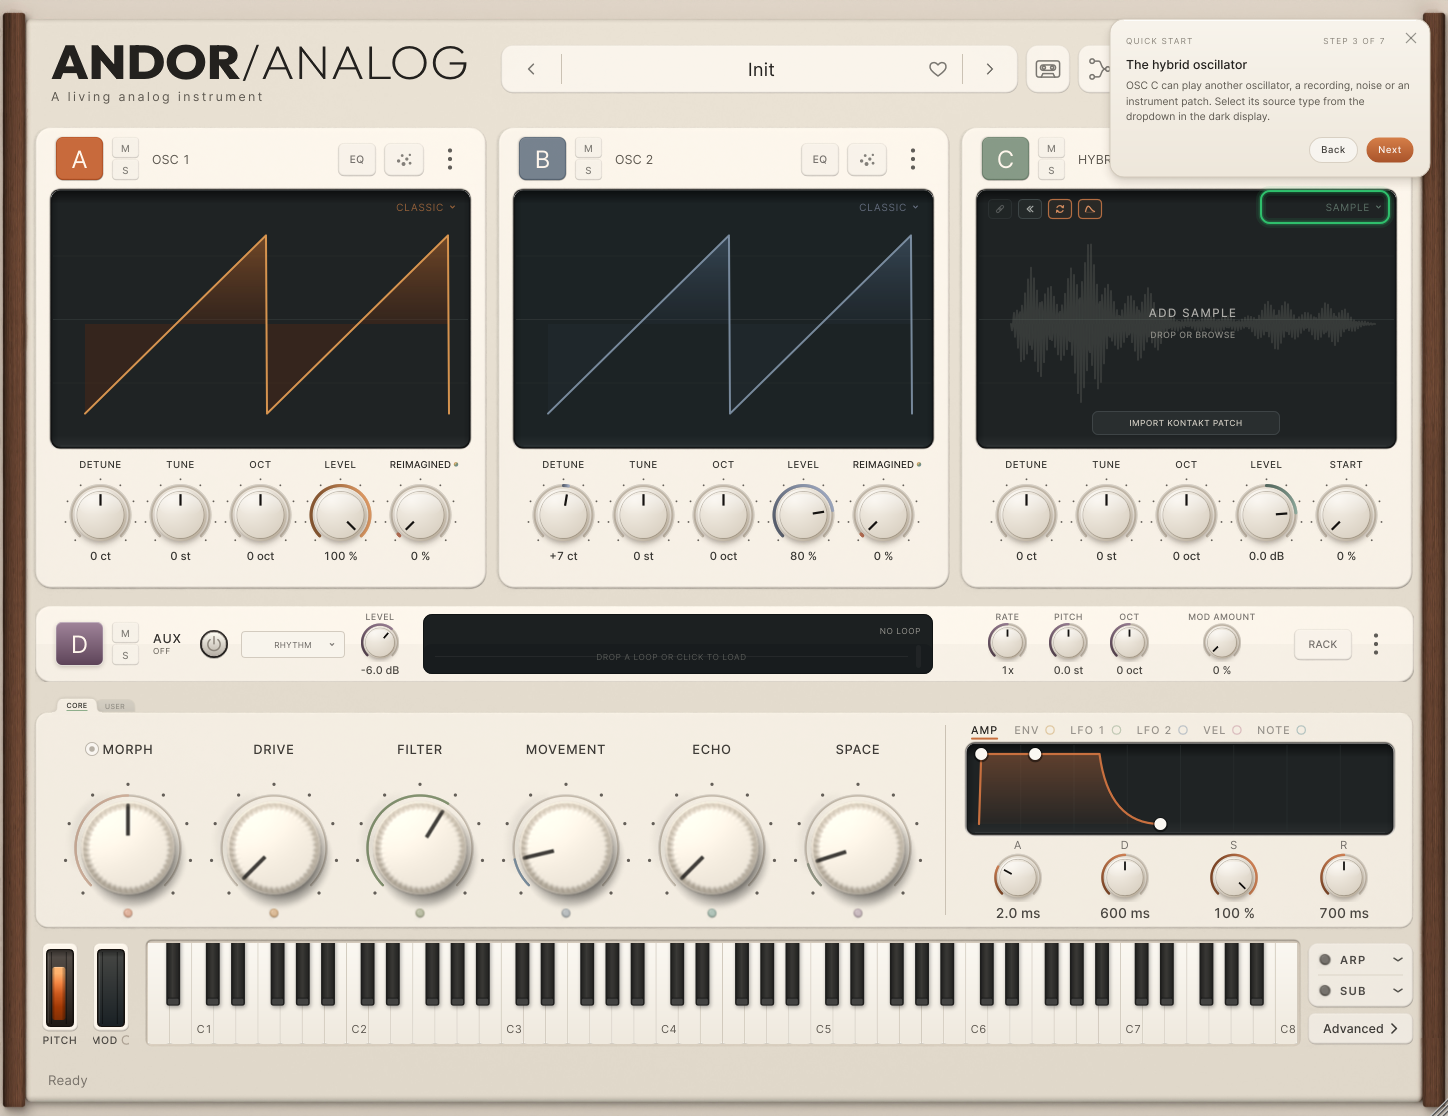 ANDOR/ANALOG
A living analog instrument
Init
QUICK START
STEP 3 OF 7
The hybrid oscillator
OSC C can play another oscillator, a recording, noise or an
instrument patch. Select its source type from the
dropdown in the dark display.
Back
Next
A
M
S
OSC 1
EQ
CLASSIC
DETUNE
TUNE
OCT
LEVEL
REIMAGINED
0 ct
0 st
0 oct
100 %
0 %
B
M
S
OSC 2
EQ
CLASSIC
DETUNE
TUNE
OCT
LEVEL
REIMAGINED
+7 ct
0 st
0 oct
80 %
0 %
C
M
S
HYBR
SAMPLE
ADD SAMPLE
DROP OR BROWSE
IMPORT KONTAKT PATCH
DETUNE
TUNE
OCT
LEVEL
START
0 ct
0 st
0 oct
0.0 dB
0 %
D
M
S
AUX
OFF
RHYTHM
LEVEL
-6.0 dB
NO LOOP
DROP A LOOP OR CLICK TO LOAD
RATE
PITCH
OCT
MOD AMOUNT
1x
0.0 st
0 oct
0 %
RACK
CORE
USER
MORPH
DRIVE
FILTER
MOVEMENT
ECHO
SPACE
AMP
ENV
LFO 1
LFO 2
VEL
NOTE
A
D
S
R
2.0 ms
600 ms
100 %
700 ms
PITCH
MOD
C1
C2
C3
C4
C5
C6
C7
C8
ARP
SUB
Advanced
Ready